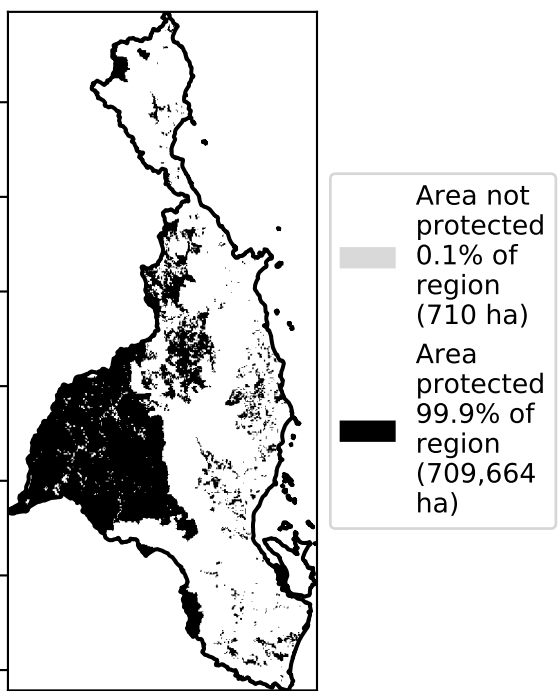 Area not
protected
0.1% of
region
(710 ha)
Area
protected
99.9% of
region
(709,664
ha)